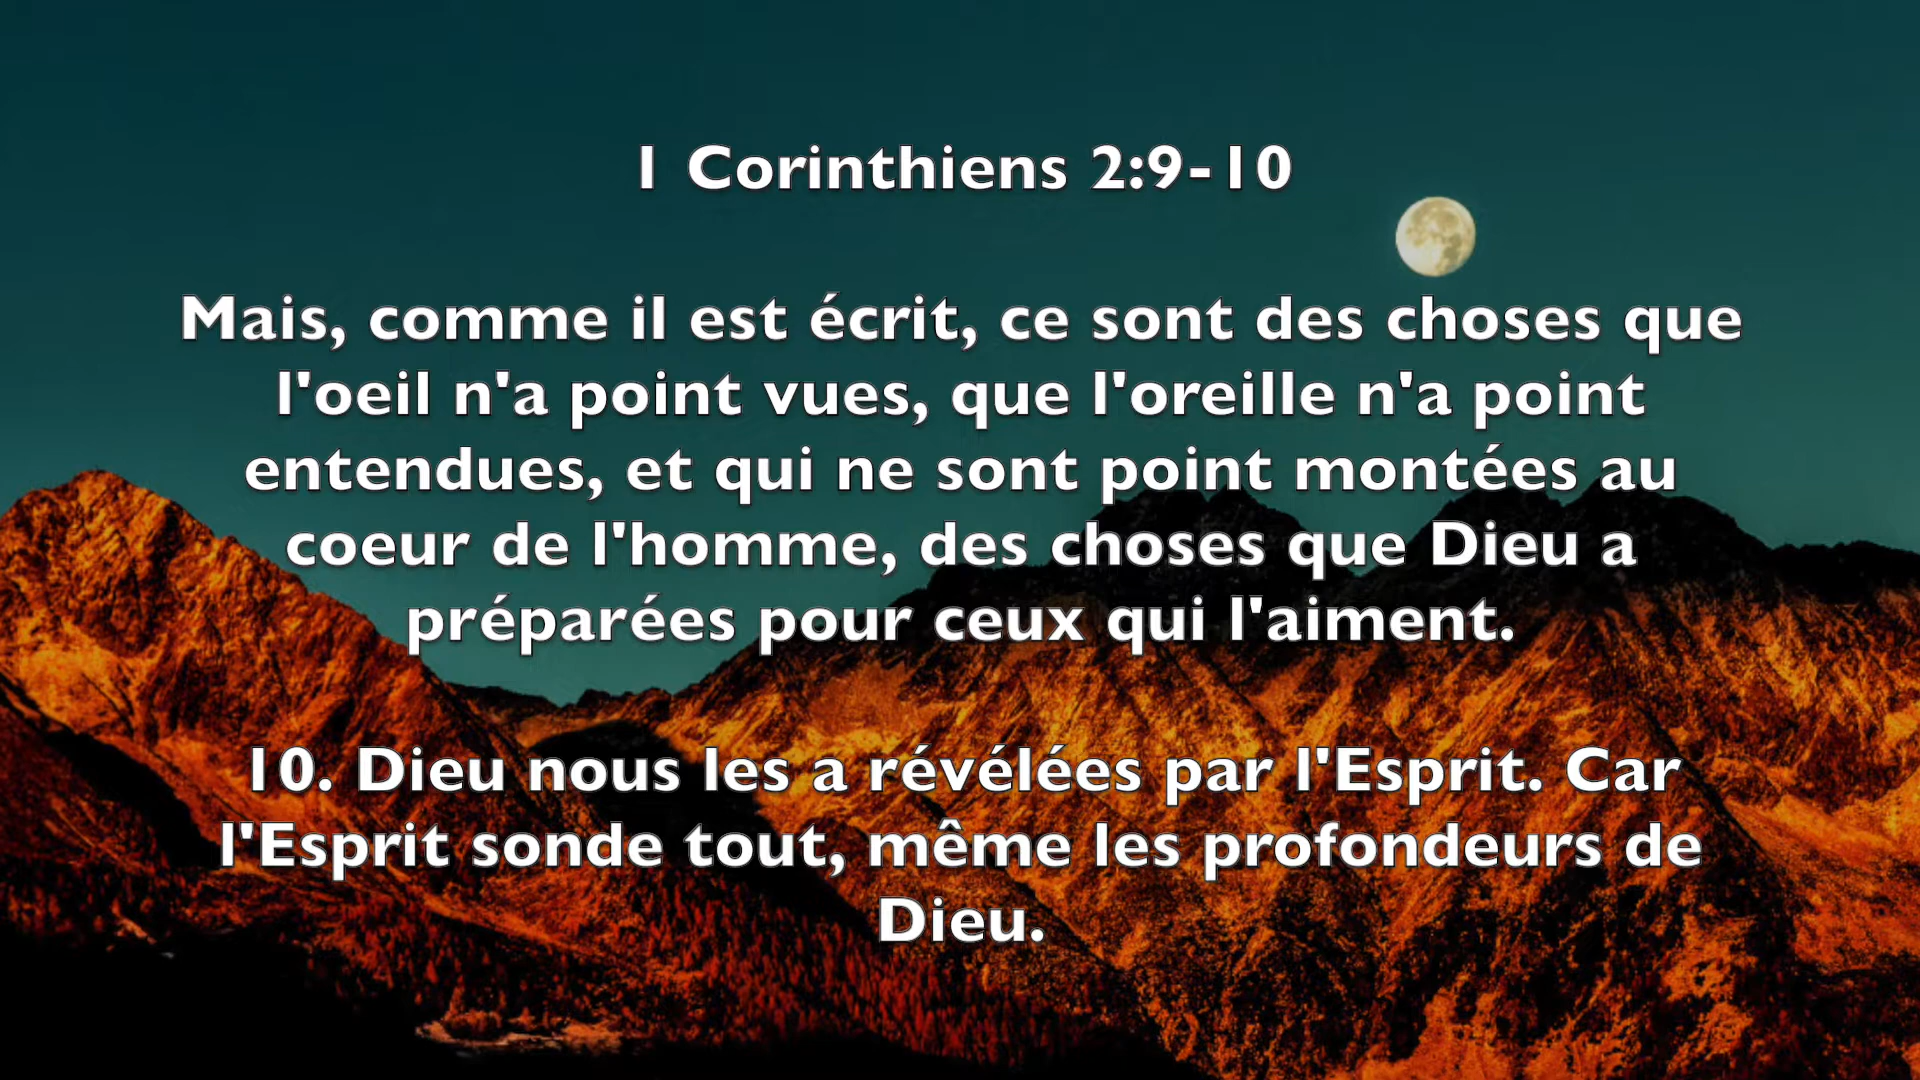 1 Corinthiens 2:9-10
Mais, comme il est écrit, ce sont des choses que
l'oeil n'a point vues, que l'oreille n'a point
entendues, et qui ne sont point montées au
coeur de l'homme, des choses que Dieu a
préparées pour ceux qui l'aiment.
10. Dieu nous les a révélées par l'Esprit. Car
l'Esprit sonde tout, même les profondeurs de
Dieu.